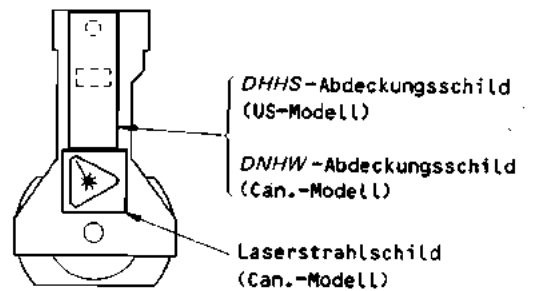 DHHS-Abdeckungsschild
(US-Modell)
DNHW-Abdeckungsschild
(Can.-Modell)
Laserstrahlschild
(Can.-Modell)